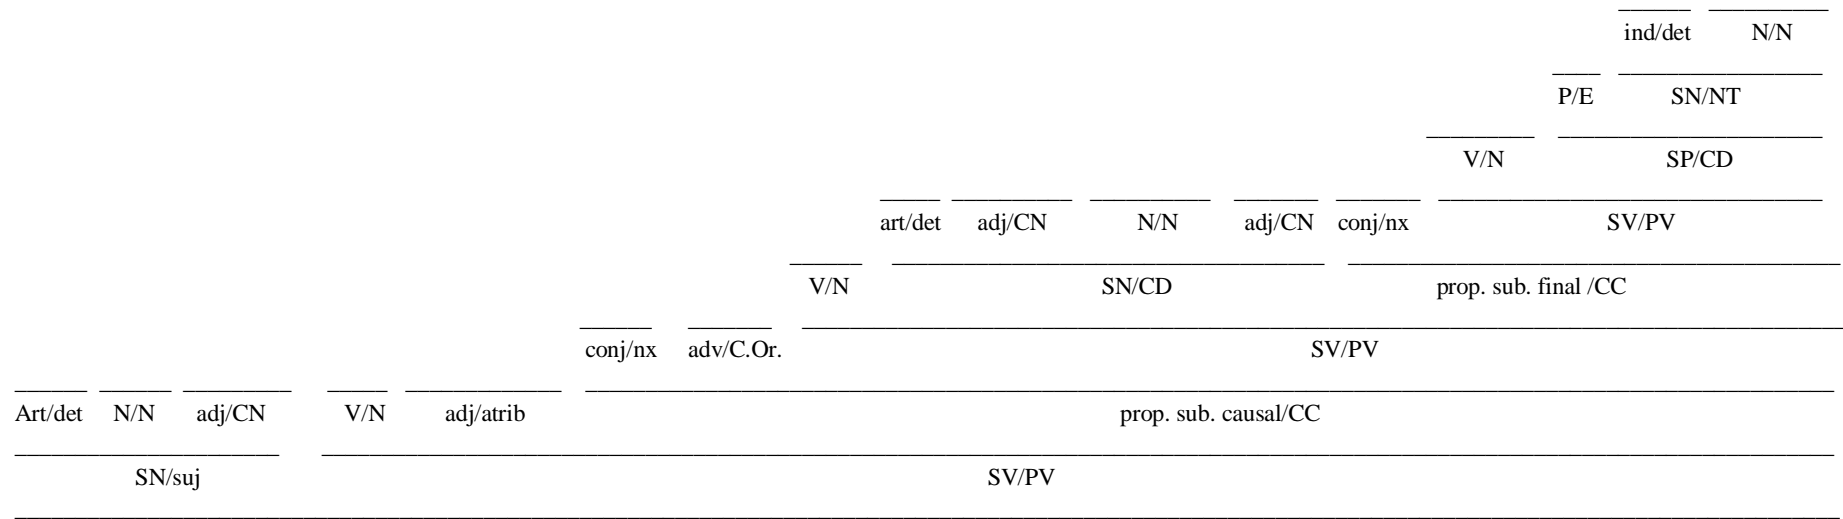 ind/det N/N
P/E SN/NT
V/N SP/CD
art/det adj/CN N/N adj/CN conj/nx SV/PV
V/N SN/CD prop. sub. final /CC
conj/nx adv/C.Or. SV/PV
Art/det N/N adj/CN V/N adj/atrib prop. sub. causal/CC
SN/suj SV/PV